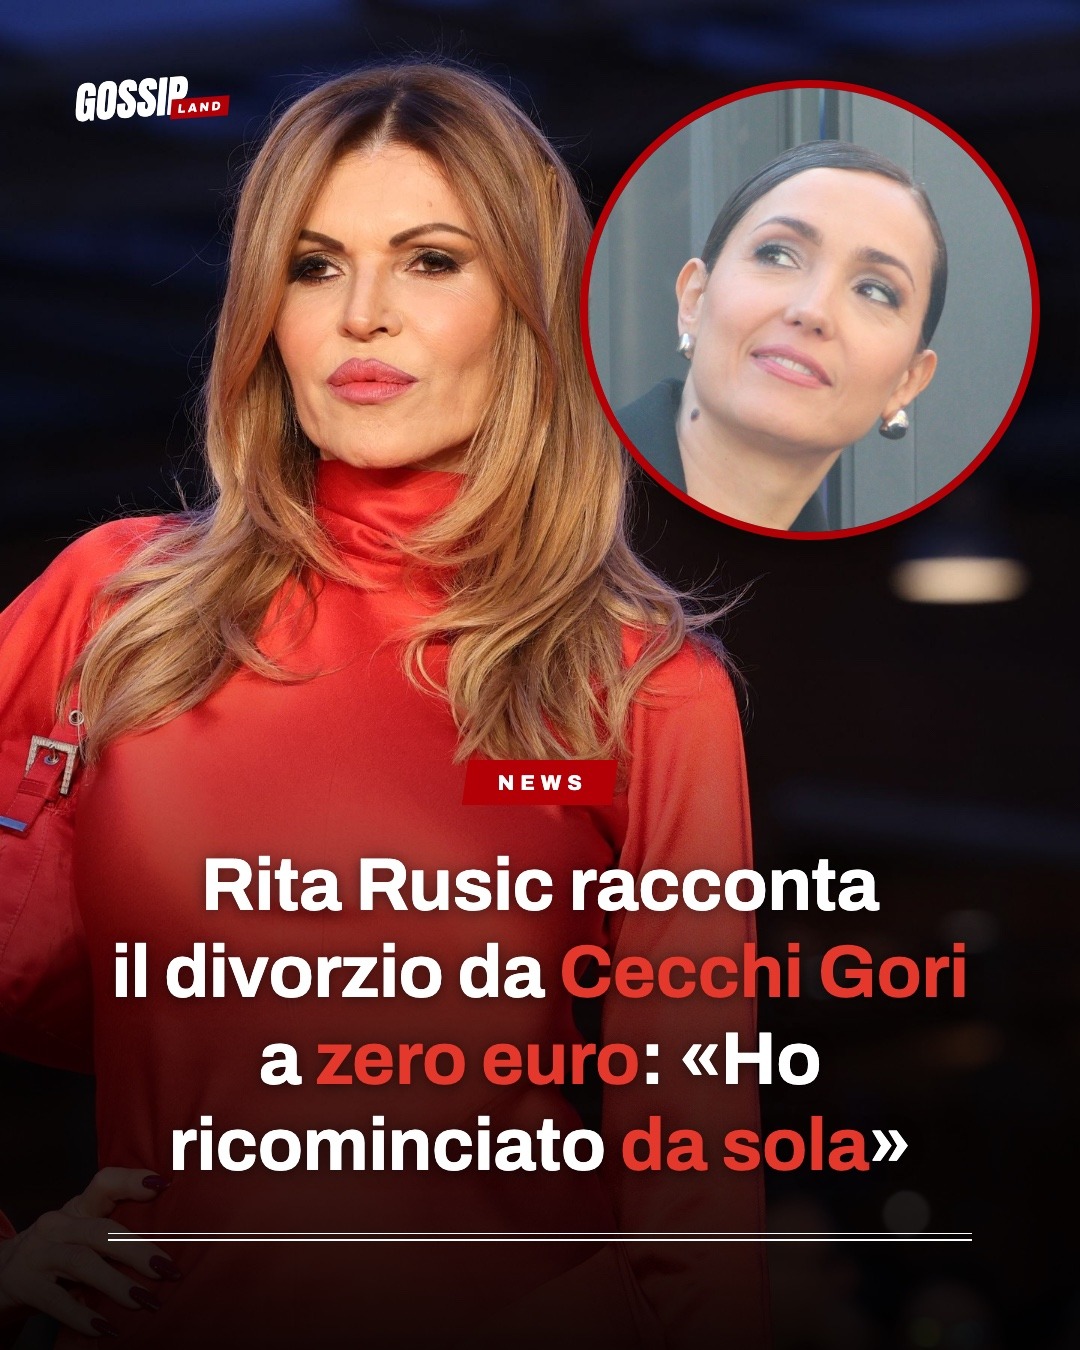 GOSSIP
LAND
NEWS
Rita Rusic racconta
il divorzio da Cecchi Gori
a zero euro: «Ho
ricominciato da sola»